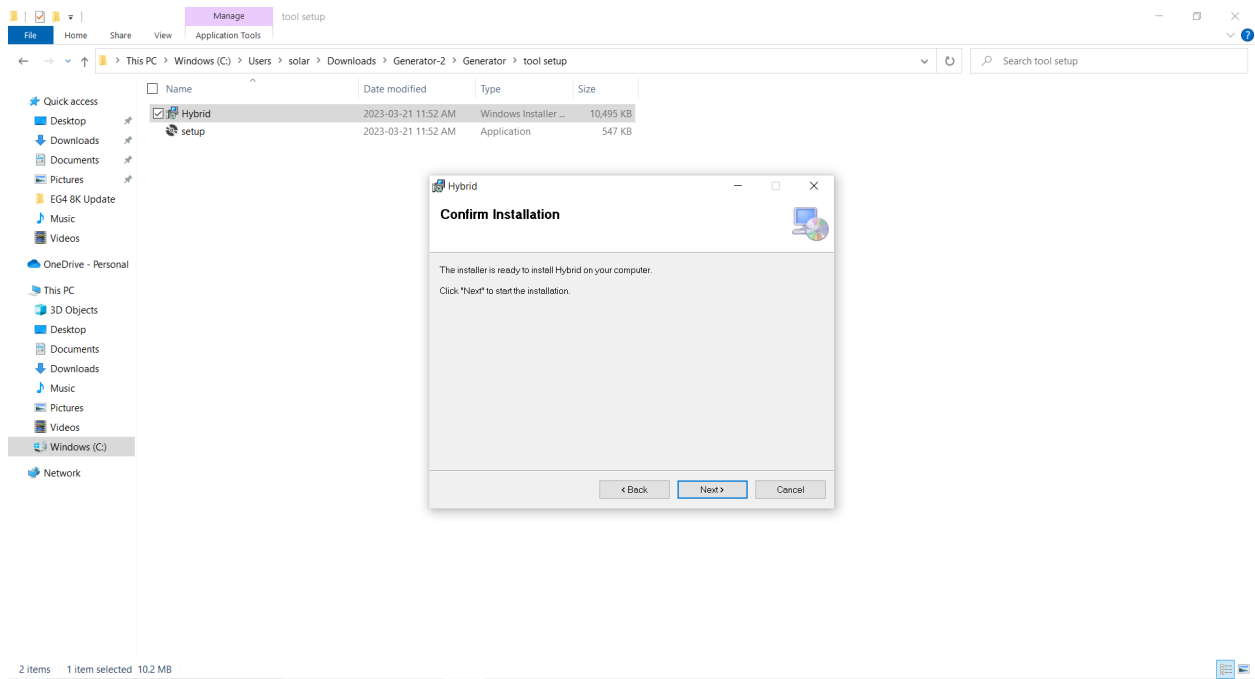 Manage
tool setup
File
Home
Share
View
Application Tools
?
This PC > Windows (C:) > Users > solar > Downloads > Generator-2 > Generator > tool setup
Search tool setup
Name
Date modified
Type
Size
Hybrid
2023-03-21 11:52 AM
Windows Installer ...
10,495 KB
setup
2023-03-21 11:52 AM
Application
547 KB
Quick access
Desktop
Downloads
Documents
Pictures
EG4 8K Update
Music
Videos
OneDrive - Personal
This PC
3D Objects
Desktop
Documents
Downloads
Music
Pictures
Videos
Windows (C:)
Network
Hybrid
Confirm Installation
The installer is ready to install Hybrid on your computer.
Click "Next" to start the installation.
< Back
Next >
Cancel
2 items
1 item selected 10.2 MB